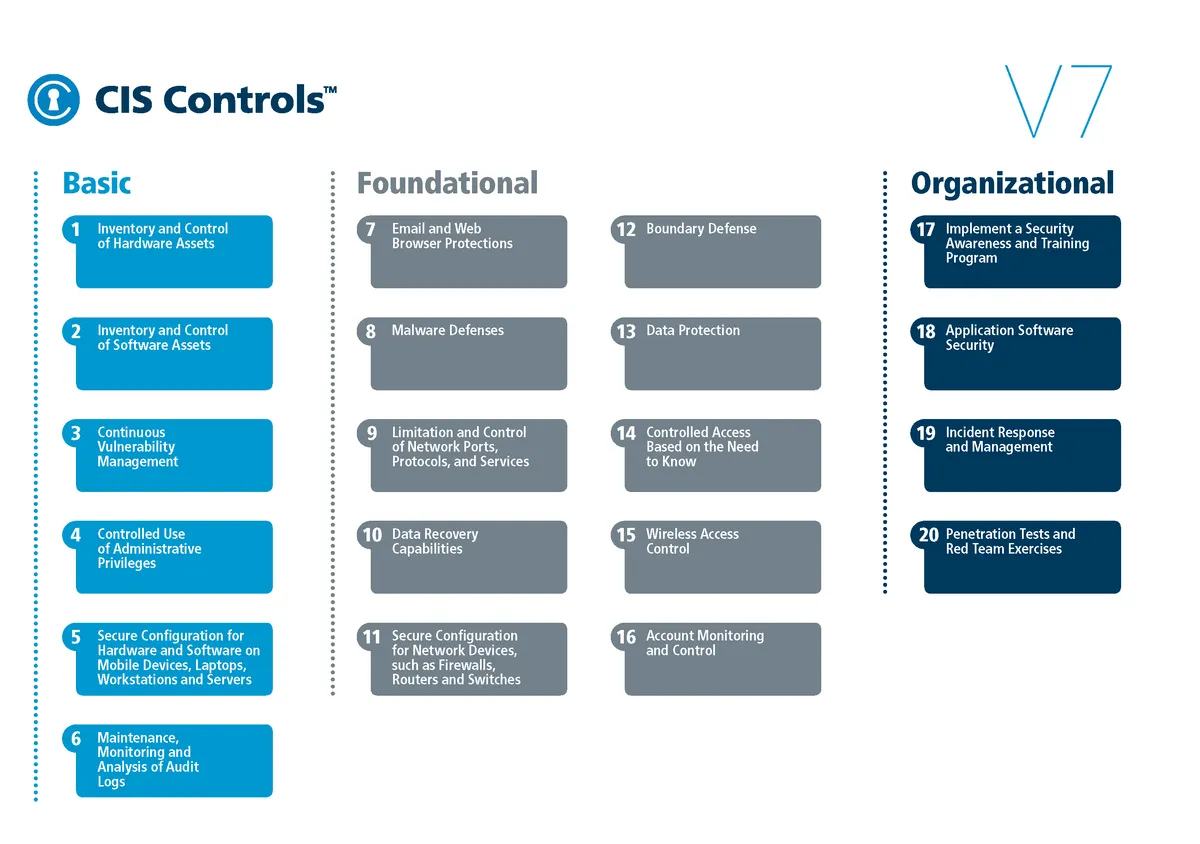 CIS Controls™
V7
Basic
1
Inventory and Control
of Hardware Assets
2
Inventory and Control
of Software Assets
3
Continuous
Vulnerability
Management
4
Controlled Use
of Administrative
Privileges
5
Secure Configuration for
Hardware and Software on
Mobile Devices, Laptops,
Workstations and Servers
6
Maintenance,
Monitoring and
Analysis of Audit
Logs
Foundational
7
Email and Web
Browser Protections
8
Malware Defenses
9
Limitation and Control
of Network Ports,
Protocols, and Services
10
Data Recovery
Capabilities
11
Secure Configuration
for Network Devices,
such as Firewalls,
Routers and Switches
12
Boundary Defense
13
Data Protection
14
Controlled Access
Based on the Need
to Know
15
Wireless Access
Control
16
Account Monitoring
and Control
Organizational
17
Implement a Security
Awareness and Training
Program
18
Application Software
Security
19
Incident Response
and Management
20
Penetration Tests and
Red Team Exercises